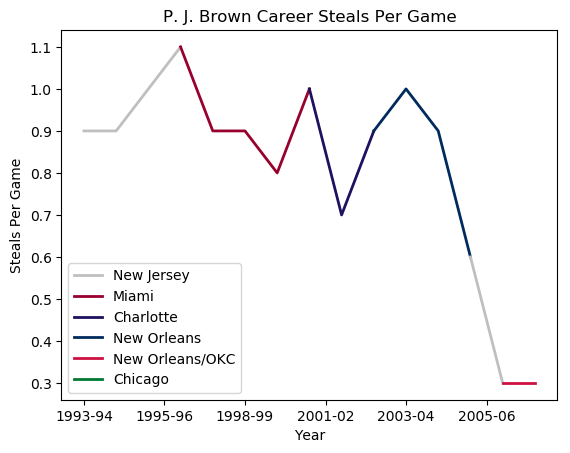 P. J. Brown Career Steals Per Game
1.1
1.0
0.9
0.8
0.7
0.6
0.5
0.4
0.3
Steals Per Game
New Jersey
Miami
Charlotte
New Orleans
New Orleans/OKC
Chicago
1993-94 1995-96 1998-99 2001-02 2003-04 2005-06
Year